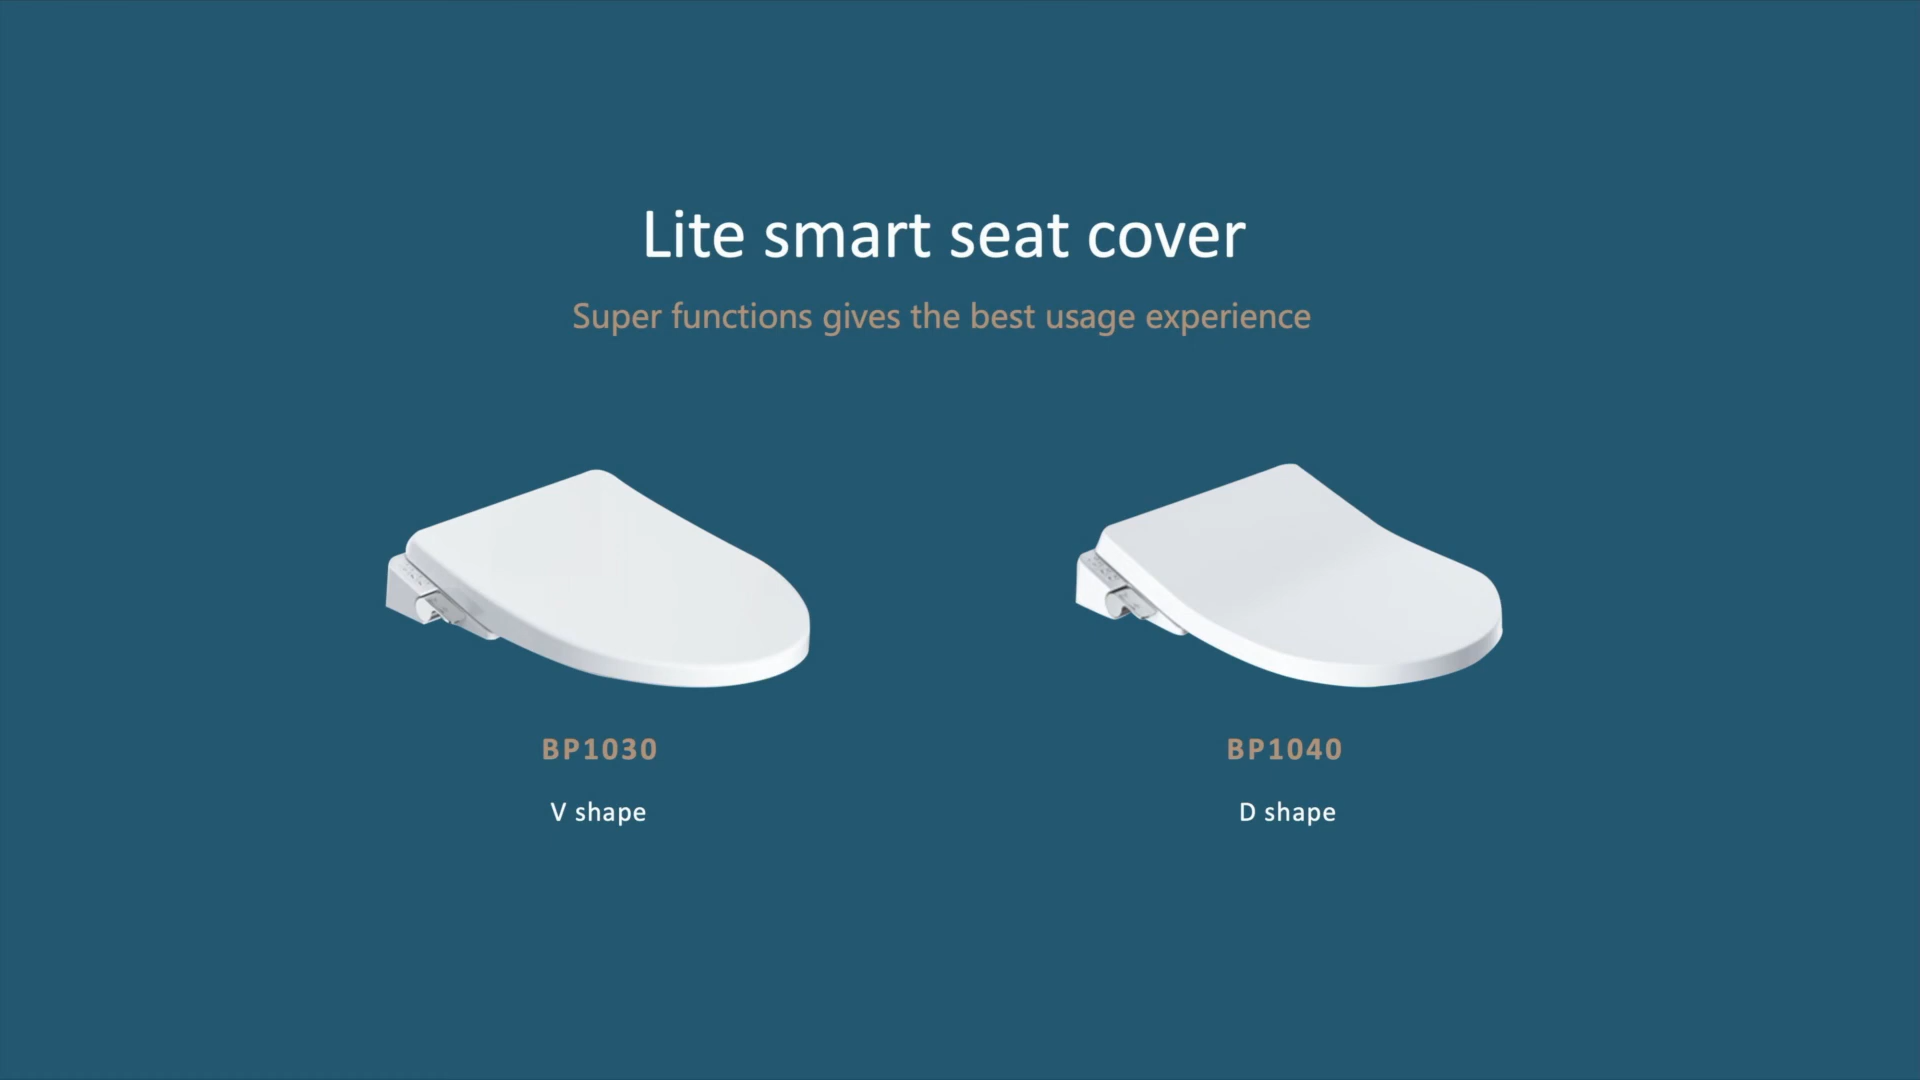 Lite smart seat cover
Super functions gives the best usage experience
BP1030
V shape
BP1040
D shape